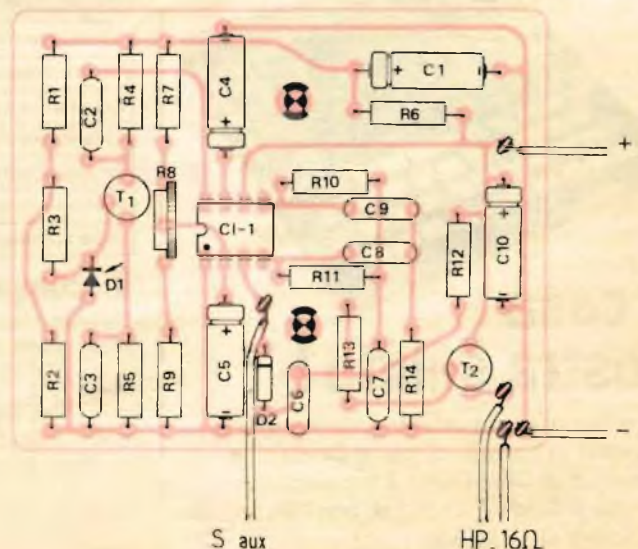 R1
C2
R4
R7
C4
C1
R6
+
R3
T1
R8
CI-1
R10
C9
C8
R11
R12
C10
D1
R2
C3
R5
R9
C5
D2
C6
R13
C7
R14
T2
-
S aux
HP. 16Ω